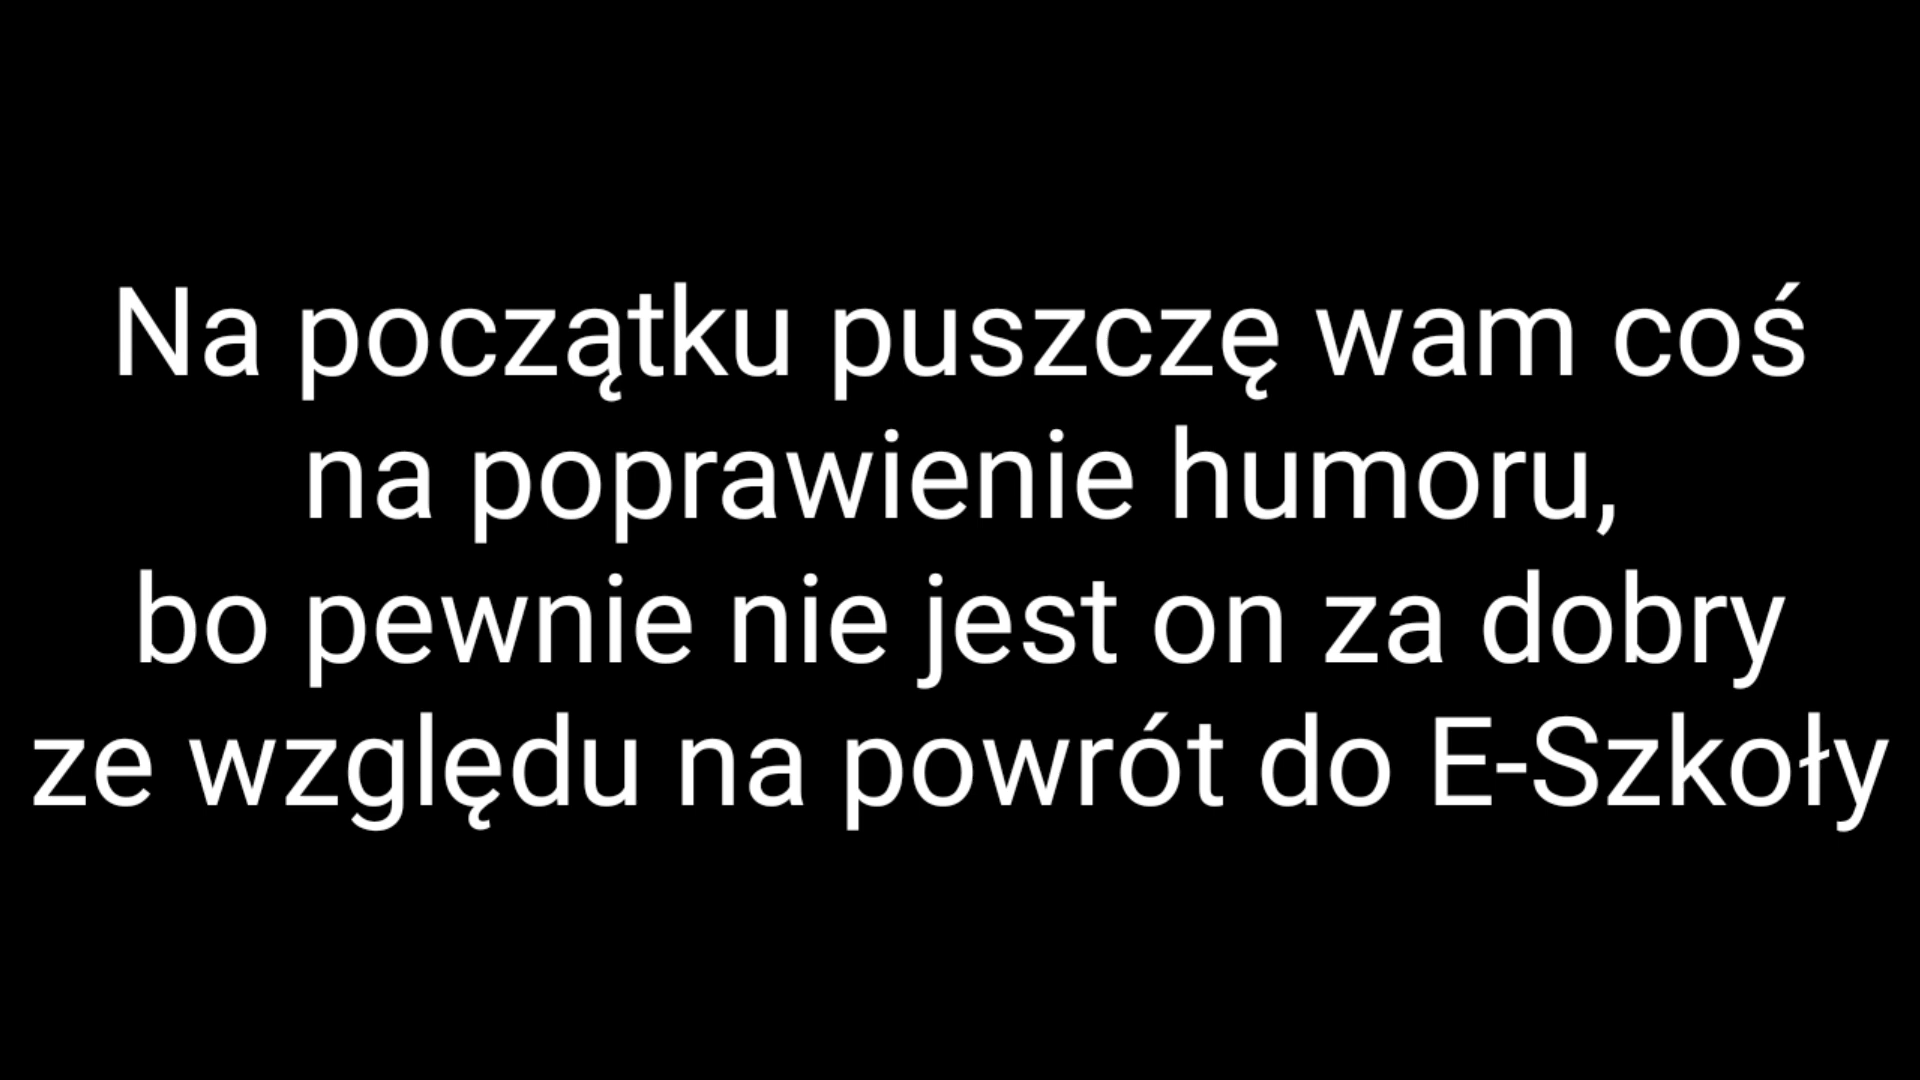 Na początku puszczę wam coś
na poprawienie humoru,
bo pewnie nie jest on za dobry
ze względu na powrót do E-Szkoły